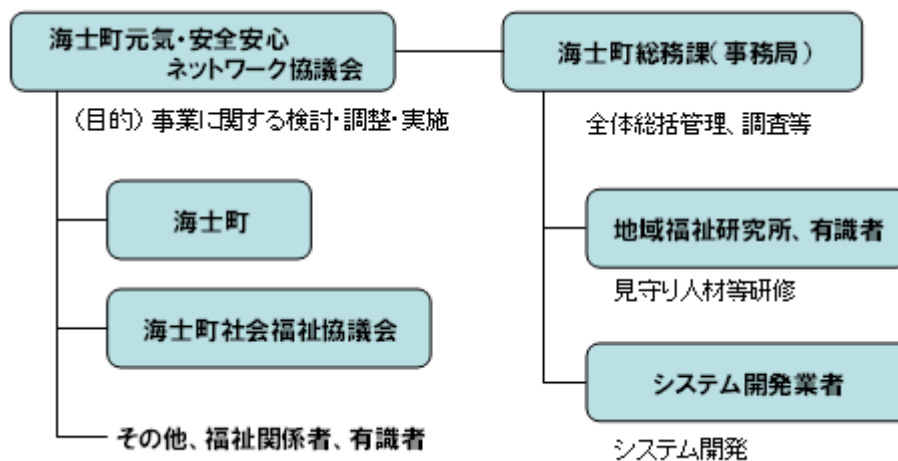 海士町元気・安全安心
ネットワーク協議会
(目的) 事業に関する検討・調整・実施
海士町
海士町社会福祉協議会
その他、福祉関係者、有識者
海士町総務課(事務局)
全体総括管理、調査等
地域福祉研究所、有識者
見守り人材等研修
システム開発業者
システム開発